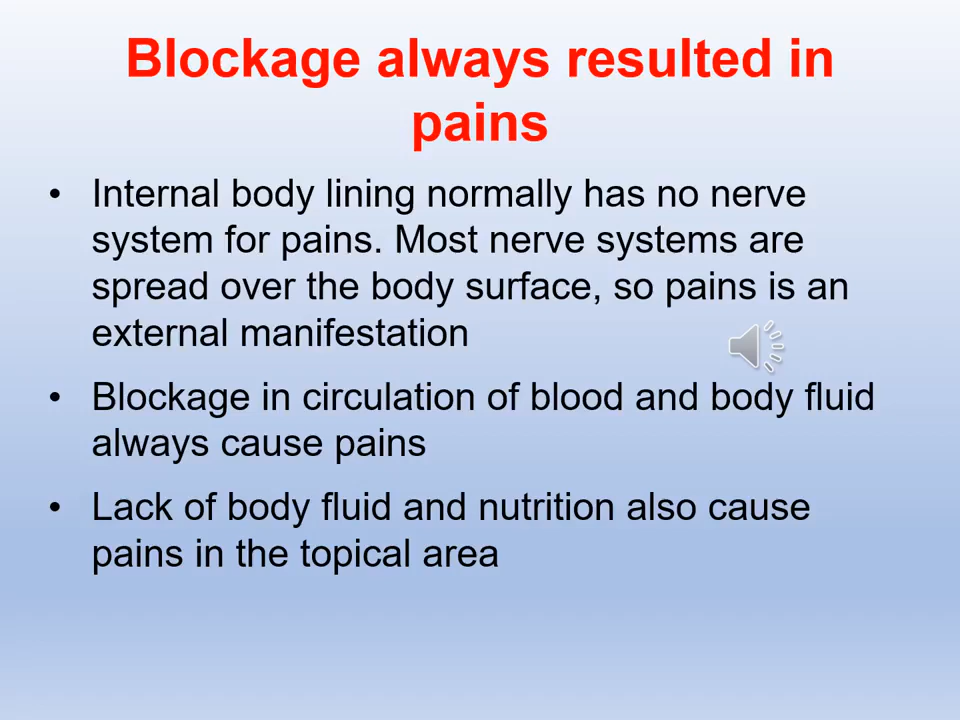 Blockage always resulted in
pains
• Internal body lining normally has no nerve
system for pains. Most nerve systems are
spread over the body surface, so pains is an
external manifestation
• Blockage in circulation of blood and body fluid
always cause pains
• Lack of body fluid and nutrition also cause
pains in the topical area